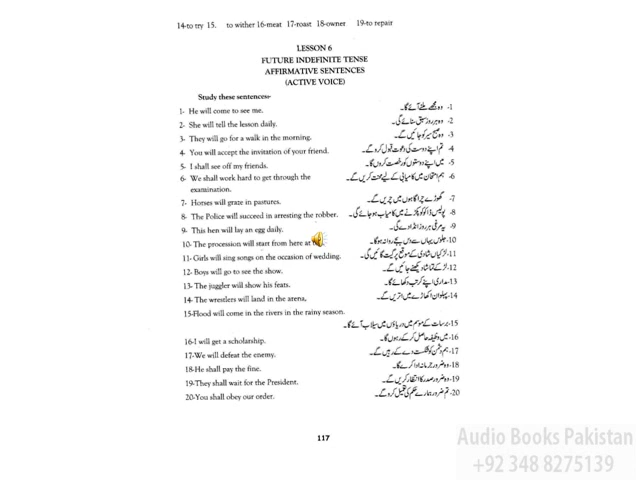 14-to try 15. to wither 16-meat 17-roast 18-owner 19-to repair
LESSON 6
FUTURE INDEFINITE TENSE
AFFIRMATIVE SENTENCES
(ACTIVE VOICE)
Study these sentences-
1- He will come to see me.
1- وہ مجھے ملنے آئے گا۔
2- She will tell the lesson daily.
2- وہ ہر روز سبق سنائے گی۔
3- They will go for a walk in the morning.
3- وہ صبح سیر کو جائیں گے۔
4- You will accept the invitation of your friend.
4- تم اپنے دوست کی دعوت قبول کرو گے۔
5- I shall see off my friends.
5- میں اپنے دوستوں کو رخصت کروں گا۔
6- We shall work hard to get through the
6- ہم امتحان میں کامیابی کے لیے محنت کریں گے۔
examination.
7- Horses will graze in pastures.
7- گھوڑے چراگاہوں میں چریں گے۔
8- The Police will succeed in arresting the robber.
8- پولیس ڈاکو کو پکڑنے میں کامیاب ہو جائے گی۔
9- This hen will lay an egg daily.
9- یہ مرغی ہر روز انڈا دے گی۔
10- The procession will start from here at
10- جلوس یہاں سے دس بجے روانہ ہوگا۔
11- Girls will sing songs on the occasion of wedding.
11- لڑکیاں شادی کے موقع پر گیت گائیں گی۔
12- Boys will go to see the show.
12- لڑکے تماشا دیکھنے جائیں گے۔
13- The juggler will show his feats.
13- مداری اپنے کرتب دکھائے گا۔
14- The wrestlers will land in the arena,
14- پہلوان اکھاڑے میں اتریں گے۔
15-Flood will come in the rivers in the rainy season.
15- برسات کے موسم میں دریاؤں میں سیلاب آئے گا۔
16-I will get a scholarship.
16- میں وظیفہ حاصل کر کے رہوں گا۔
17-We will defeat the enemy.
17- ہم دشمن کو شکست دے کے رہیں گے۔
18-He shall pay the fine.
18- وہ ضرور جرمانہ ادا کرے گا۔
19-They shall wait for the President.
19- وہ ضرور صدر کا انتظار کریں گے۔
20-You shall obey our order.
20- تم ضرور ہمارے حکم کی تعمیل کرو گے۔
117
Audio Books Pakistan
+92 348 8275139